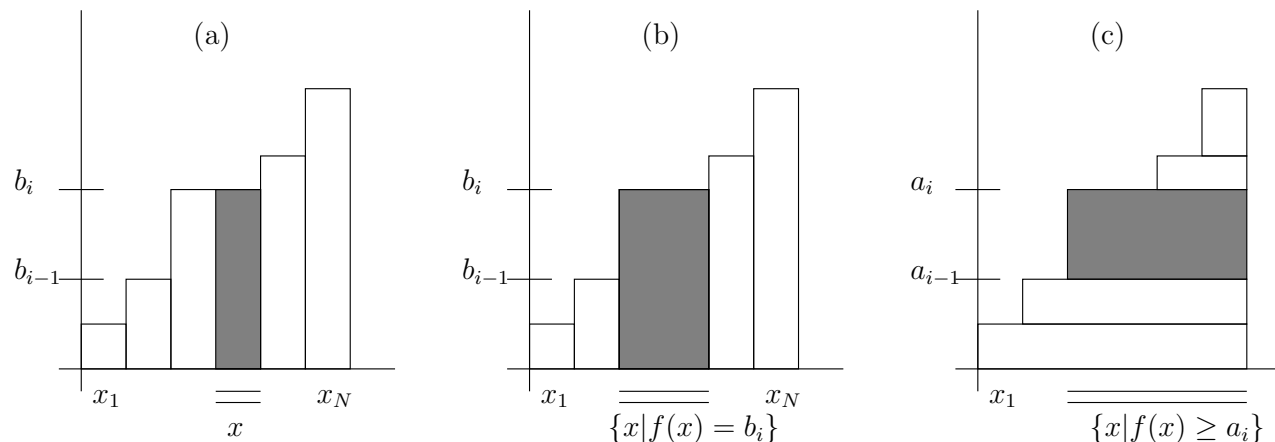 (a)
b_i
b_{i-1}
x_1
x_N
x
(b)
b_i
b_{i-1}
x_1
x_N
{x|f(x) = b_i}
(c)
a_i
a_{i-1}
x_1
{x|f(x) ≥ a_i}